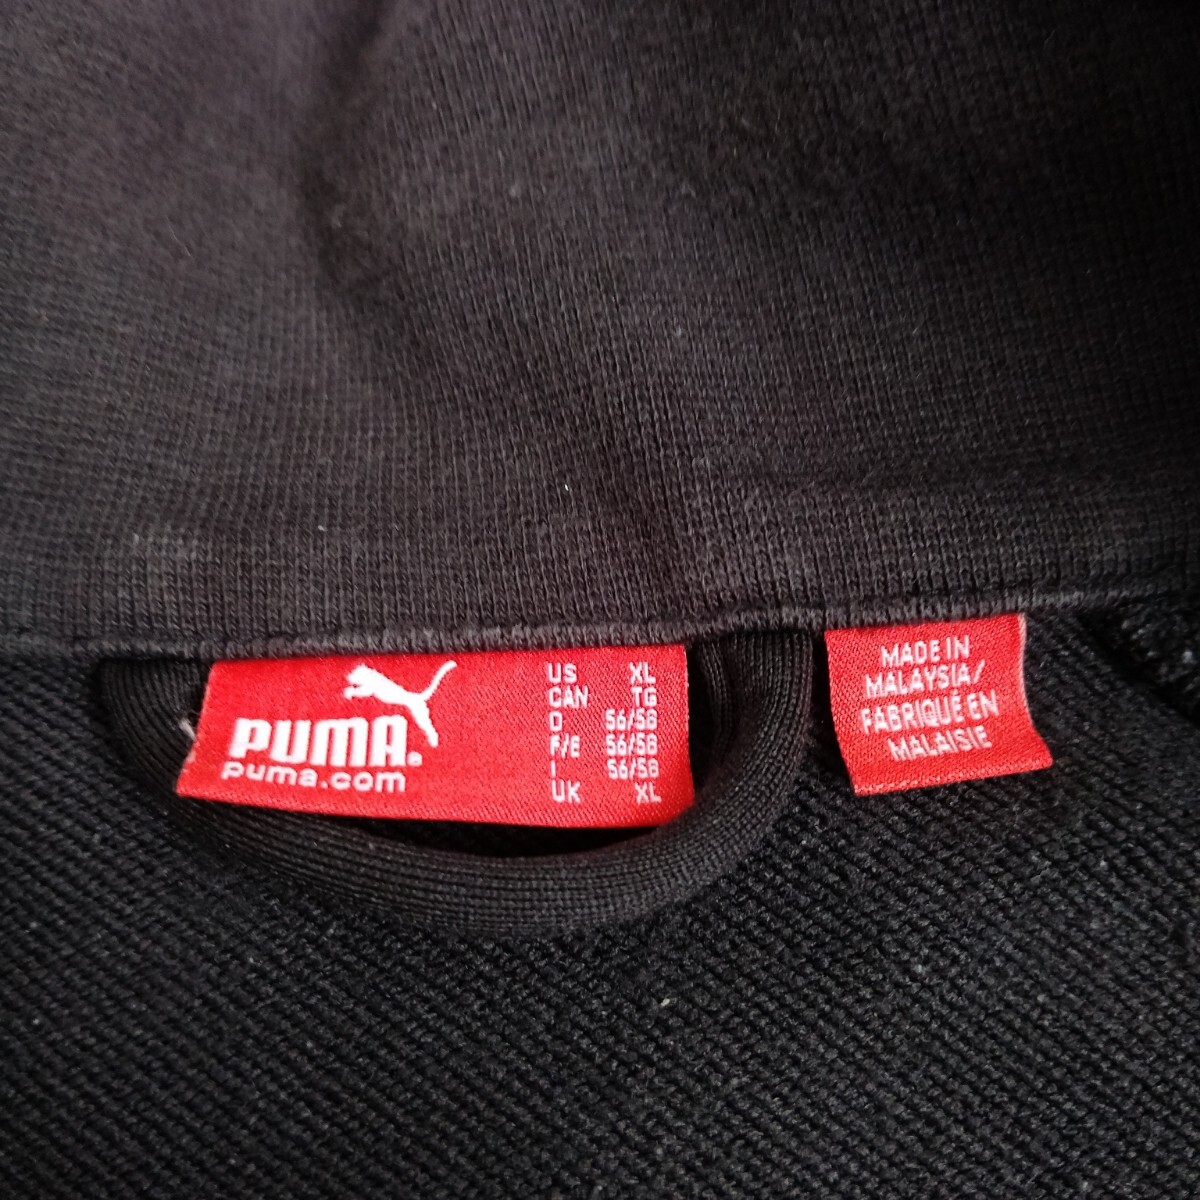 PUMA®
puma.com
US XL
CAN TG
D 56/58
F/E 56/58
I 56/58
UK XL
MADE IN
MALAYSIA/
FABRIQUÉ EN
MALAISIE